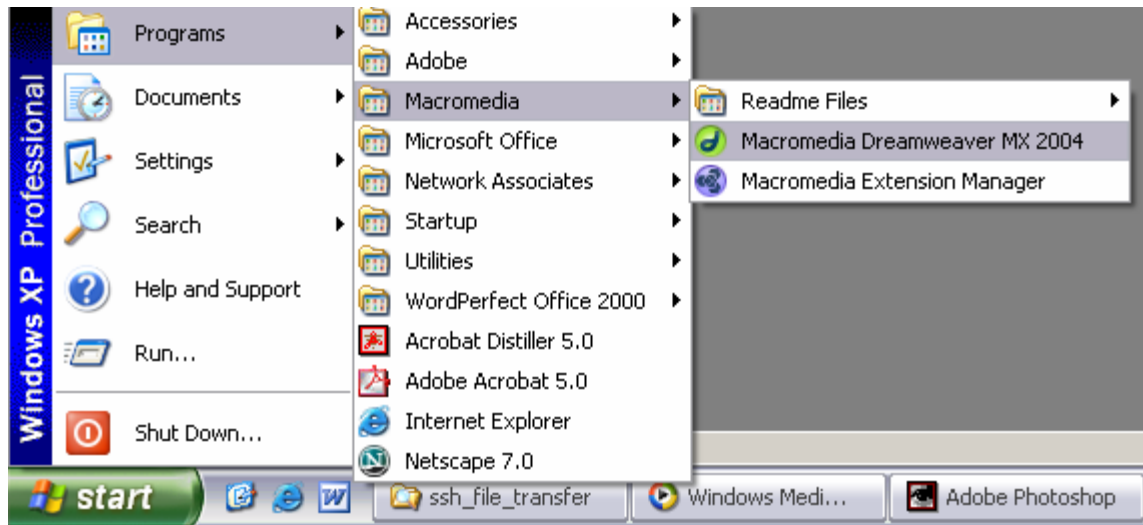 Windows XP Professional
Programs
Documents
Settings
Search
Help and Support
Run...
Shut Down...
Accessories
Adobe
Macromedia
Microsoft Office
Network Associates
Startup
Utilities
WordPerfect Office 2000
Acrobat Distiller 5.0
Adobe Acrobat 5.0
Internet Explorer
Netscape 7.0
Readme Files
Macromedia Dreamweaver MX 2004
Macromedia Extension Manager
start
ssh_file_transfer
Windows Medi...
Adobe Photoshop